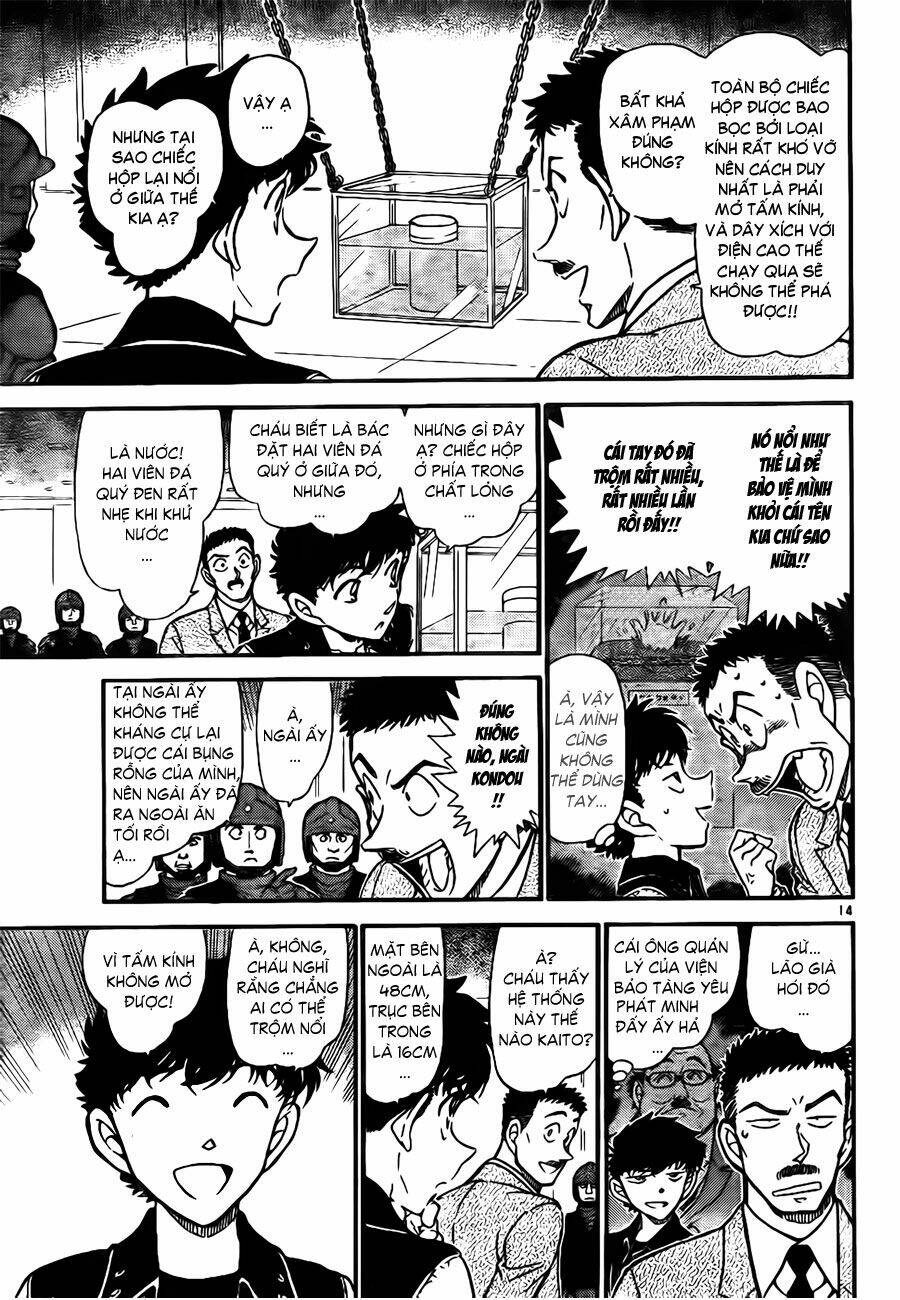 TOÀN BỘ CHIẾC
HỘP ĐƯỢC BAO
BỌC BỞI LOẠI
KÍNH RẤT KHÓ VỠ
NÊN CÁCH DUY
NHẤT LÀ PHẢI
MỞ TẤM KÍNH,
VÀ DÂY XÍCH VỚI
ĐIỆN CAO THẾ
CHẠY QUA SẼ
KHÔNG THỂ PHÁ
ĐƯỢC!!
BẤT KHẢ
XÂM PHẠM
ĐÚNG
KHÔNG?
VẬY Ạ
...
NHƯNG TẠI
SAO CHIẾC
HỘP LẠI NỔI
Ở GIỮA THẾ
KIA Ạ?
NÓ NỔI NHƯ
THẾ LÀ ĐỂ
BẢO VỆ MÌNH
KHỎI CÁI TÊN
KIA CHỨ SAO
NỮA!!
CÁI TAY ĐÓ ĐÃ
TRỘM RẤT NHIỀU,
RẤT NHIỀU LẦN
RỒI ĐẤY!!
À, VẬY
LÀ MÌNH
CŨNG
KHÔNG
THỂ DÙNG
TAY...
NHƯNG GÌ ĐÂY
Ạ? CHIẾC HỘP
Ở PHÍA TRONG
CHẤT LỎNG
CHÁU BIẾT LÀ BÁC
ĐẶT HAI VIÊN ĐÁ
QUÝ Ở GIỮA ĐÓ,
NHƯNG
...
LÀ NƯỚC!
HAI VIÊN ĐÁ
QUÝ ĐEN RẤT
NHẸ KHI KHỬ
NƯỚC
...
ĐÚNG
KHÔNG
NÀO, NGÀI
KONDOU
!!
À,
NGÀI ẤY
...
TẠI NGÀI ẤY
KHÔNG THỂ
KHÁNG CỰ LẠI
ĐƯỢC CÁI BỤNG
RỖNG CỦA MÌNH,
NÊN NGÀI ẤY ĐÃ
RA NGOÀI ĂN
TỐI RỒI
Ạ...
14
GỪ...
LÃO GIÀ
HÓI ĐÓ
CÁI ÔNG QUẢN
LÝ CỦA VIỆN
BẢO TÀNG YÊU
PHÁT MINH
ĐẤY ẤY HẢ
...
À?
CHÁU THẤY
HỆ THỐNG
NÀY THẾ
NÀO KAITO?
MẶT BÊN
NGOÀI LÀ
48CM,
TRỤC BÊN
TRONG
LÀ 16CM
...
À, KHÔNG,
CHÁU NGHĨ
RẰNG CHẲNG
AI CÓ THỂ
TRỘM NỔI
...
VÌ TẤM KÍNH
KHÔNG MỞ
ĐƯỢC!